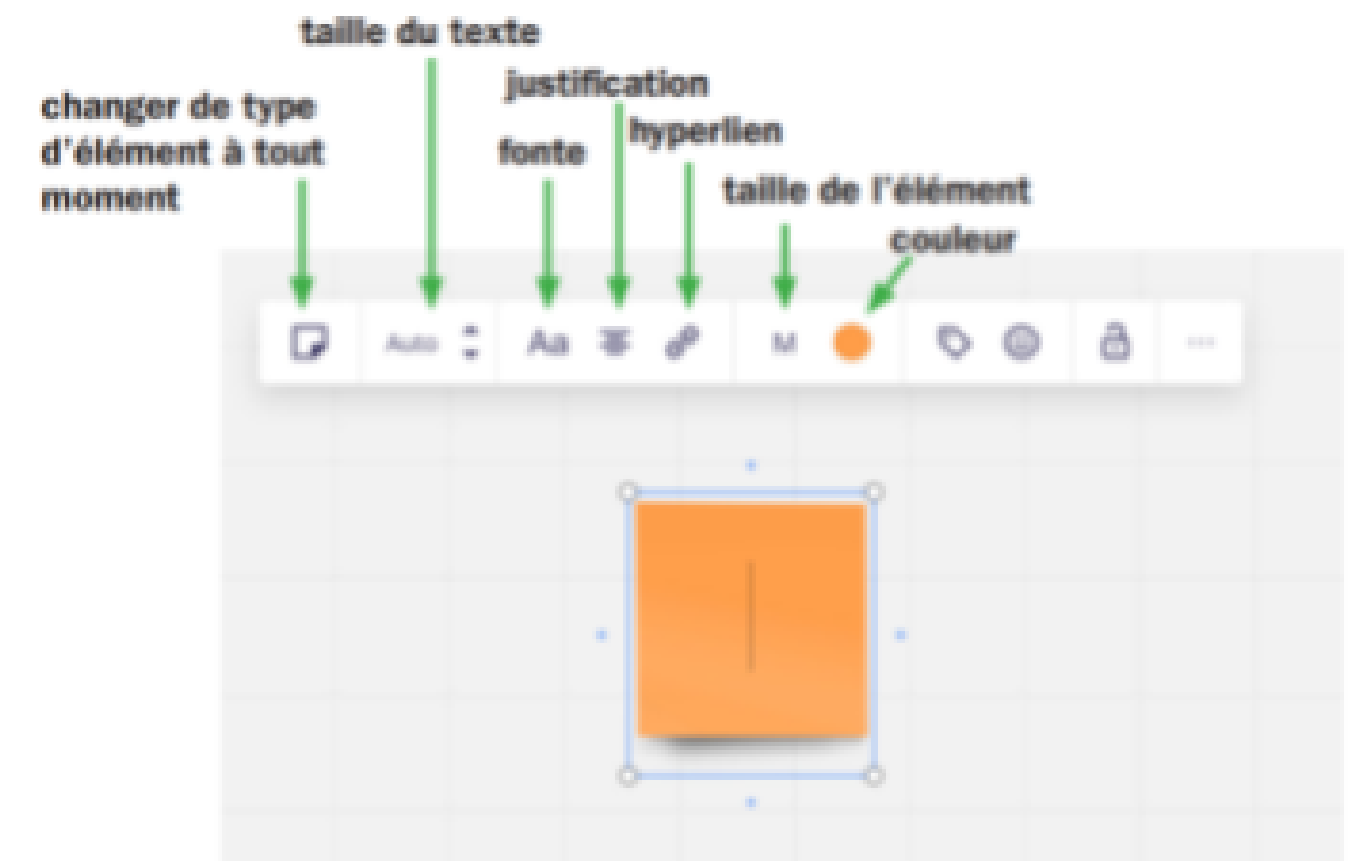 taille du texte
justification
changer de type
hyperlien
d'élément à tout
fonte
moment
taille de l'élément
couleur
Auto
Aa
M
...